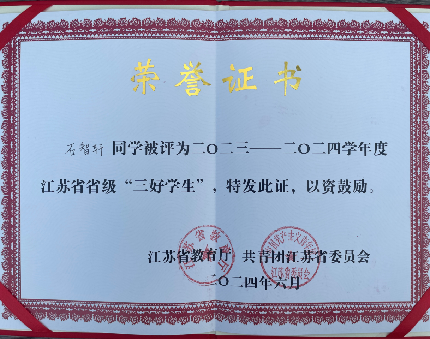 荣誉证书
智轩 同学被评为二〇二三——二〇二四学年度
江苏省省级“三好学生”，特发此证，以资鼓励。
江苏省教育厅 共青团江苏省委员会
二〇二四年六月